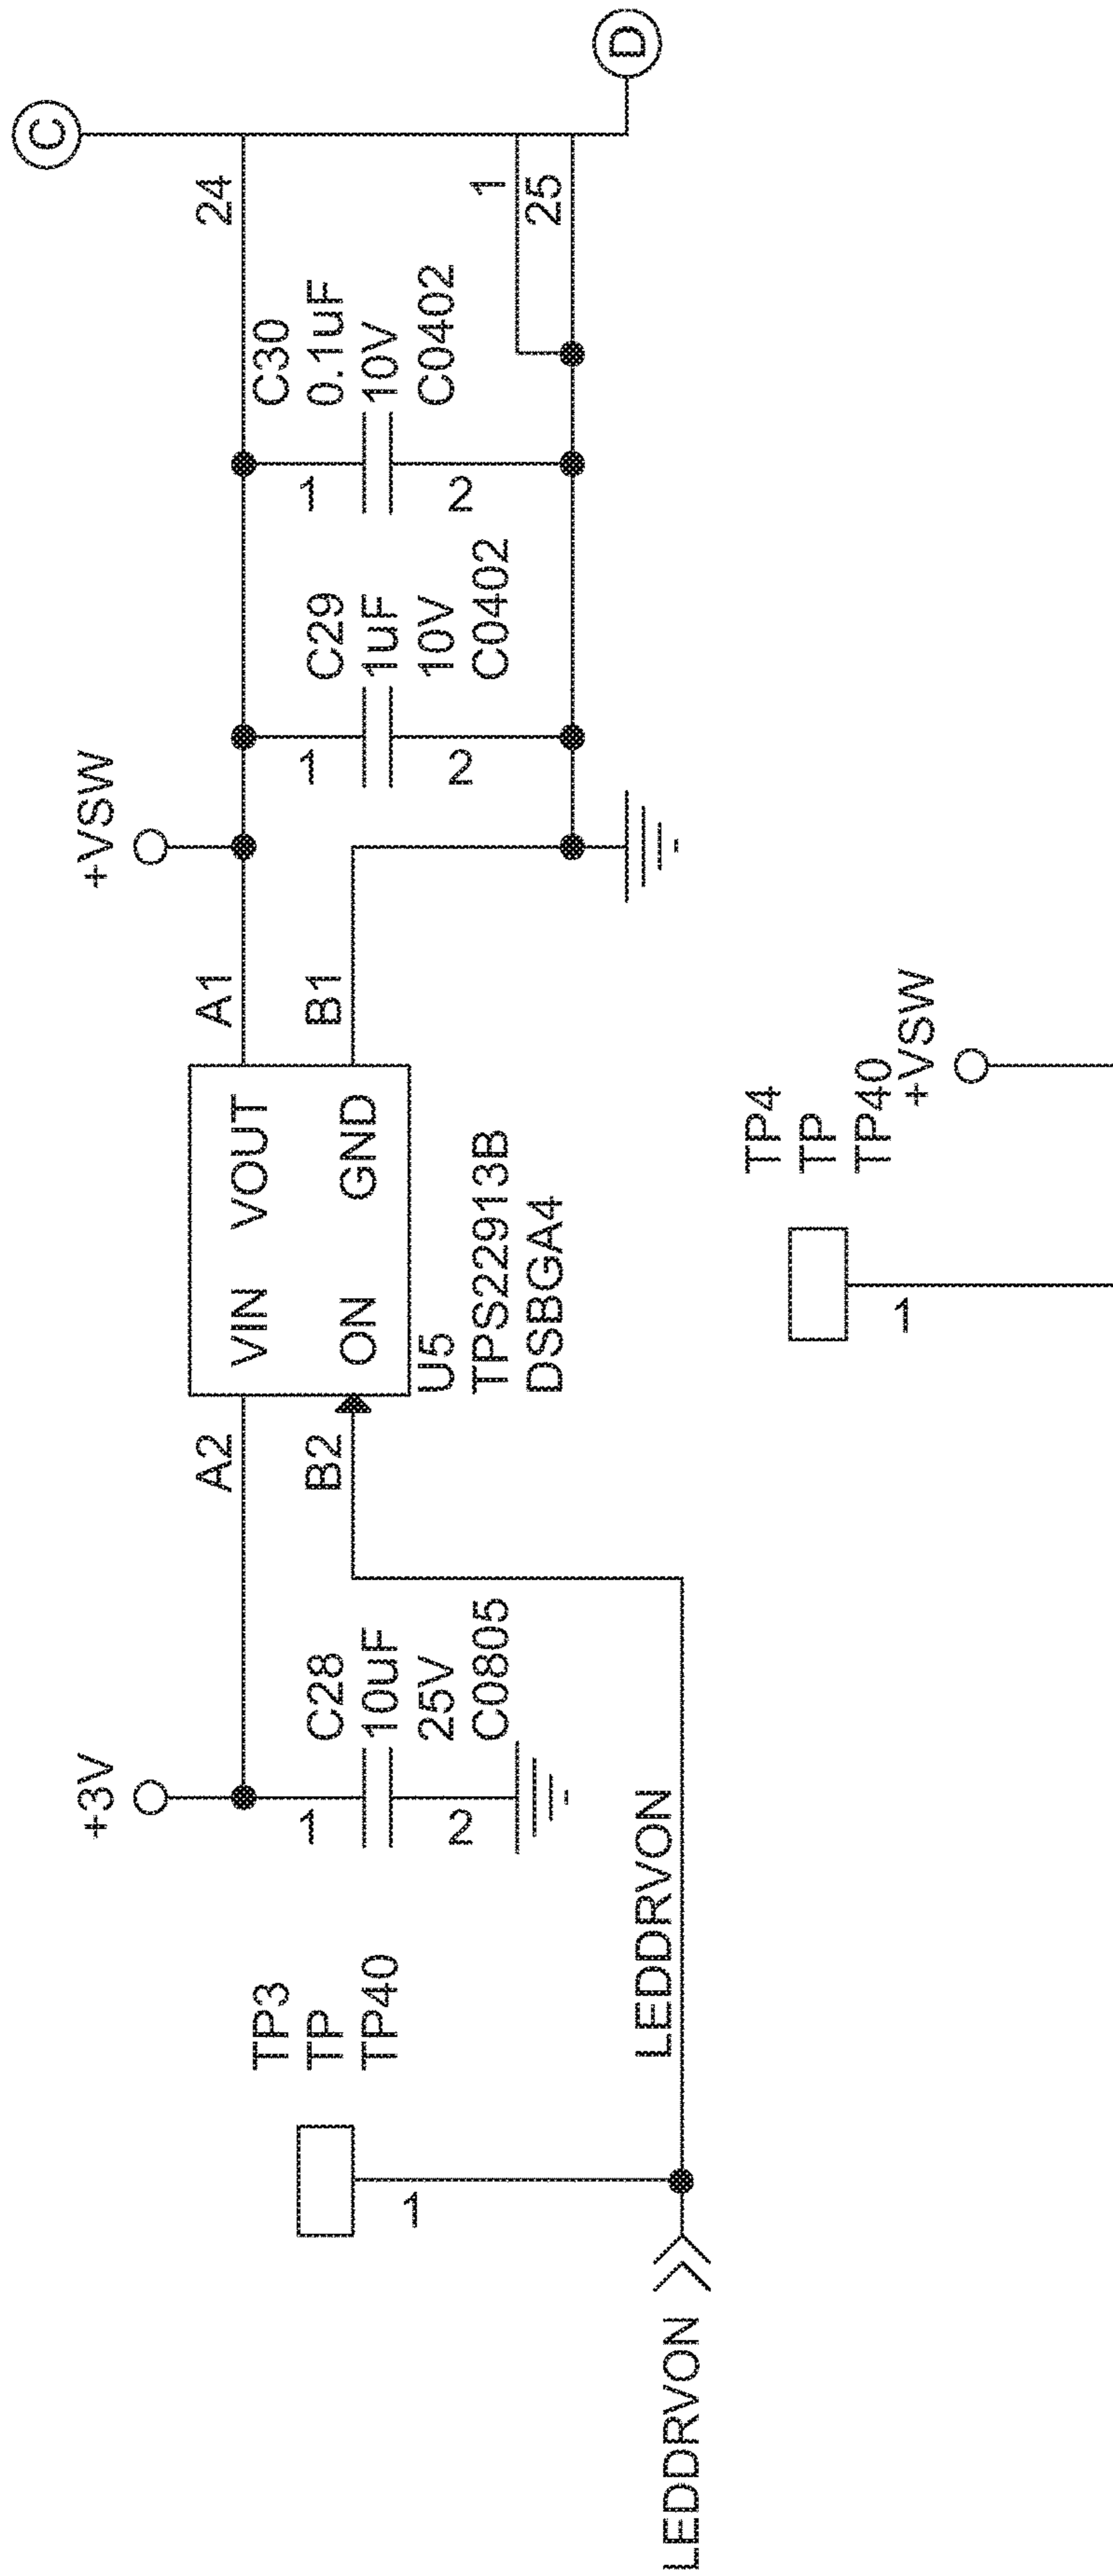 C
D
+3V
+VSW
A2
VIN
VOUT
A1
24
B2
ON
GND
B1
U5
TPS22913B
DSBGA4
TP3
TP
TP40
1
1
C28
10uF
25V
C0805
2
1
C29
1uF
10V
C0402
2
1
C30
0.1uF
10V
C0402
2
1
25
LEDDRVON
LEDDRVON
TP4
TP
TP40
1
+VSW